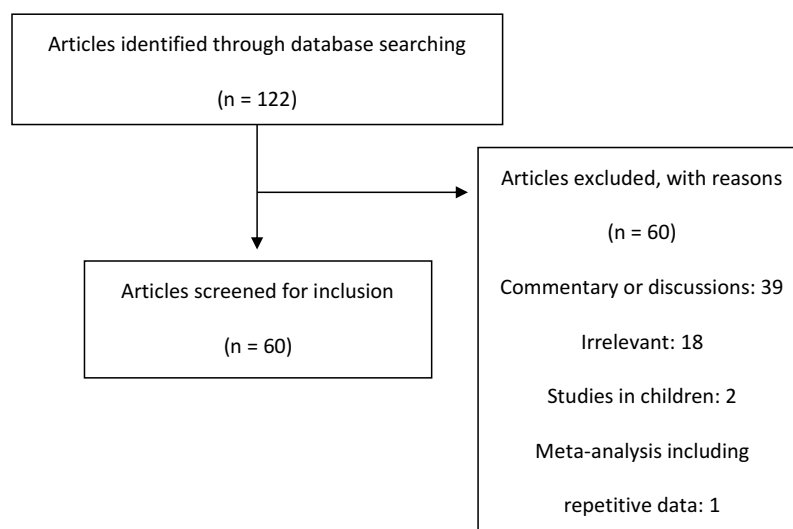 Articles identified through database searching
(n = 122)
Articles excluded, with reasons
(n = 60)
Commentary or discussions: 39
Irrelevant: 18
Studies in children: 2
Meta-analysis including
repetitive data: 1
Articles screened for inclusion
(n = 60)